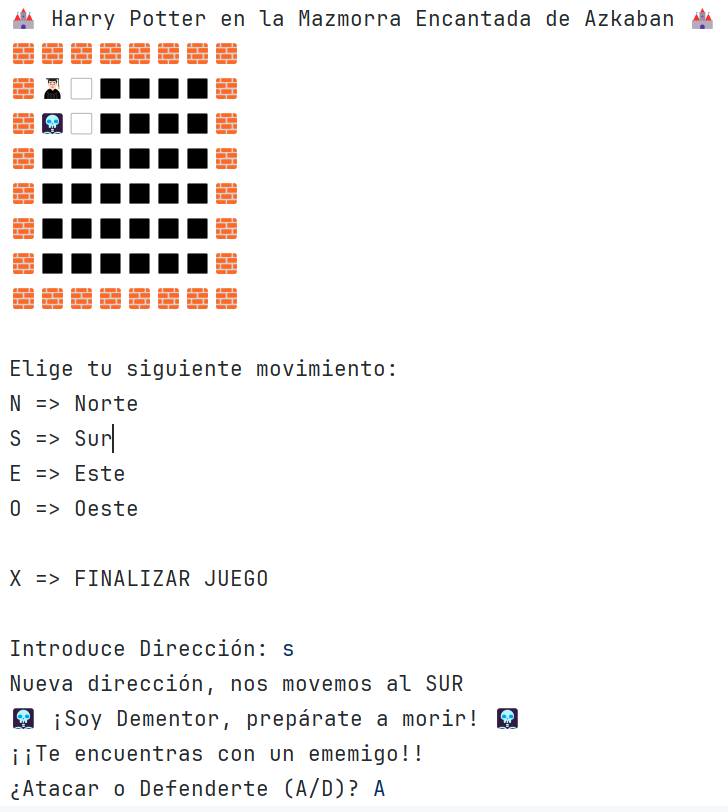 Harry Potter en la Mazmorra Encantada de Azkaban
Elige tu siguiente movimiento:
N => Norte
S => Sur
E => Este
O => Oeste
X => FINALIZAR JUEGO
Introduce Dirección: s
Nueva dirección, nos movemos al SUR
¡Soy Dementor, prepárate a morir!
¡¡Te encuentras con un ememigo!!
¿Atacar o Defenderte (A/D)? A